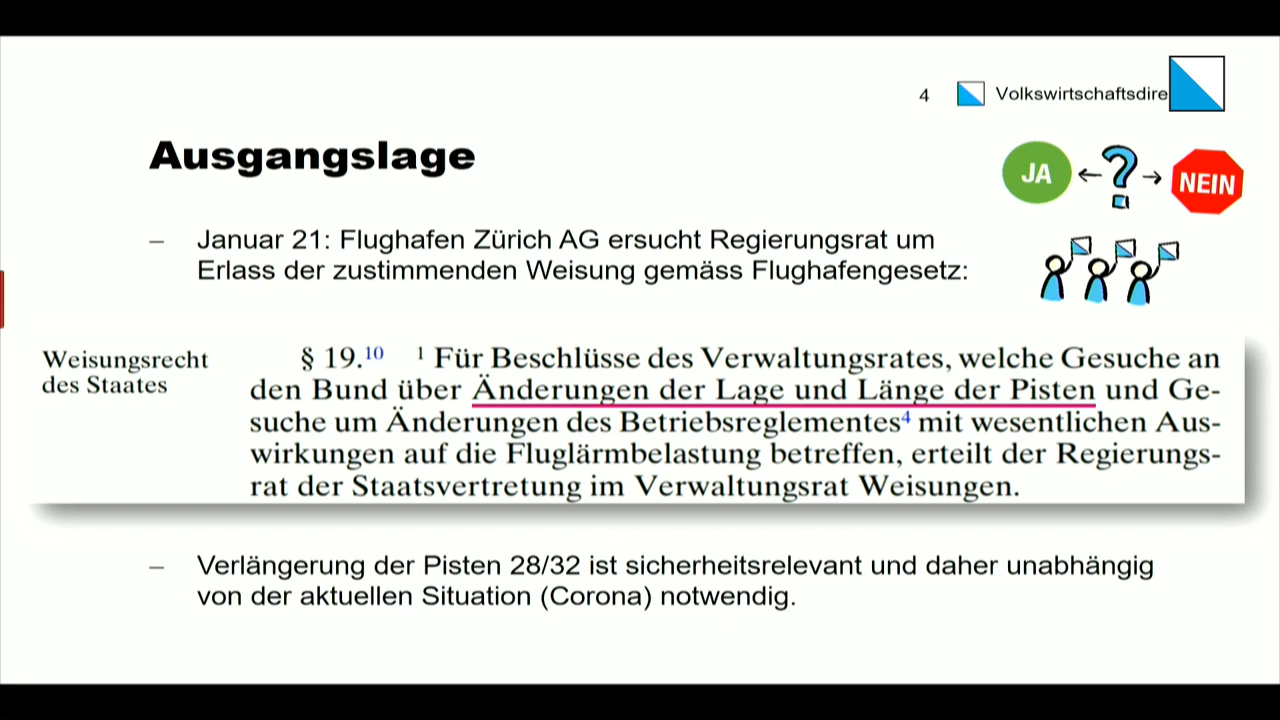 4 Volkswirtschaftsdire
Ausgangslage
JA ← ? → NEIN
– Januar 21: Flughafen Zürich AG ersucht Regierungsrat um
Erlass der zustimmenden Weisung gemäss Flughafengesetz:
Weisungsrecht
des Staates
§ 19.10 1 Für Beschlüsse des Verwaltungsrates, welche Gesuche an
den Bund über Änderungen der Lage und Länge der Pisten und Ge-
suche um Änderungen des Betriebsreglementes4 mit wesentlichen Aus-
wirkungen auf die Fluglärmbelastung betreffen, erteilt der Regierungs-
rat der Staatsvertretung im Verwaltungsrat Weisungen.
– Verlängerung der Pisten 28/32 ist sicherheitsrelevant und daher unabhängig
von der aktuellen Situation (Corona) notwendig.